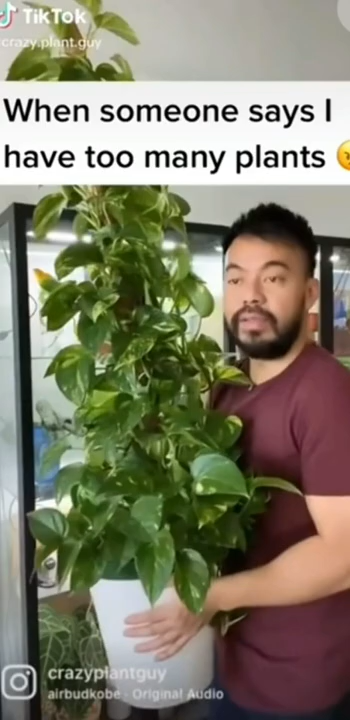 TikTok
crazy.plant.guy
When someone says I
have too many plants 😠
crazyplantguy
airbudkobe · Original Audio